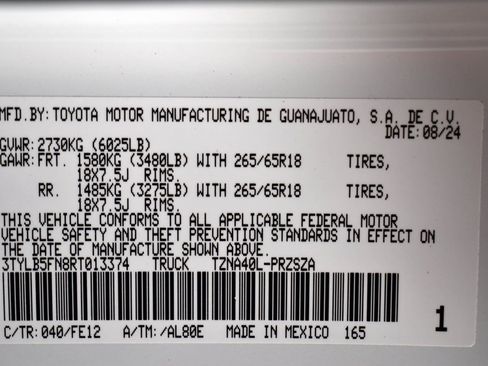 MFD.BY: TOYOTA MOTOR MANUFACTURING DE GUANAJUATO, S.A. DE C.V.
DATE: 08/24
GVWR: 2730KG (6025LB)
GAWR: FRT. 1580KG (3480LB) WITH 265/65R18 TIRES,
18X7.5J RIMS.
RR. 1485KG (3275LB) WITH 265/65R18 TIRES,
18X7.5J RIMS.
THIS VEHICLE CONFORMS TO ALL APPLICABLE FEDERAL MOTOR
VEHICLE SAFETY AND THEFT PREVENTION STANDARDS IN EFFECT ON
THE DATE OF MANUFACTURE SHOWN ABOVE.
3TYLB5FN8RT013374 TRUCK TZNA40L-PRZSZA
1
C/TR: 040/FE12 A/TM: /AL80E MADE IN MEXICO 165